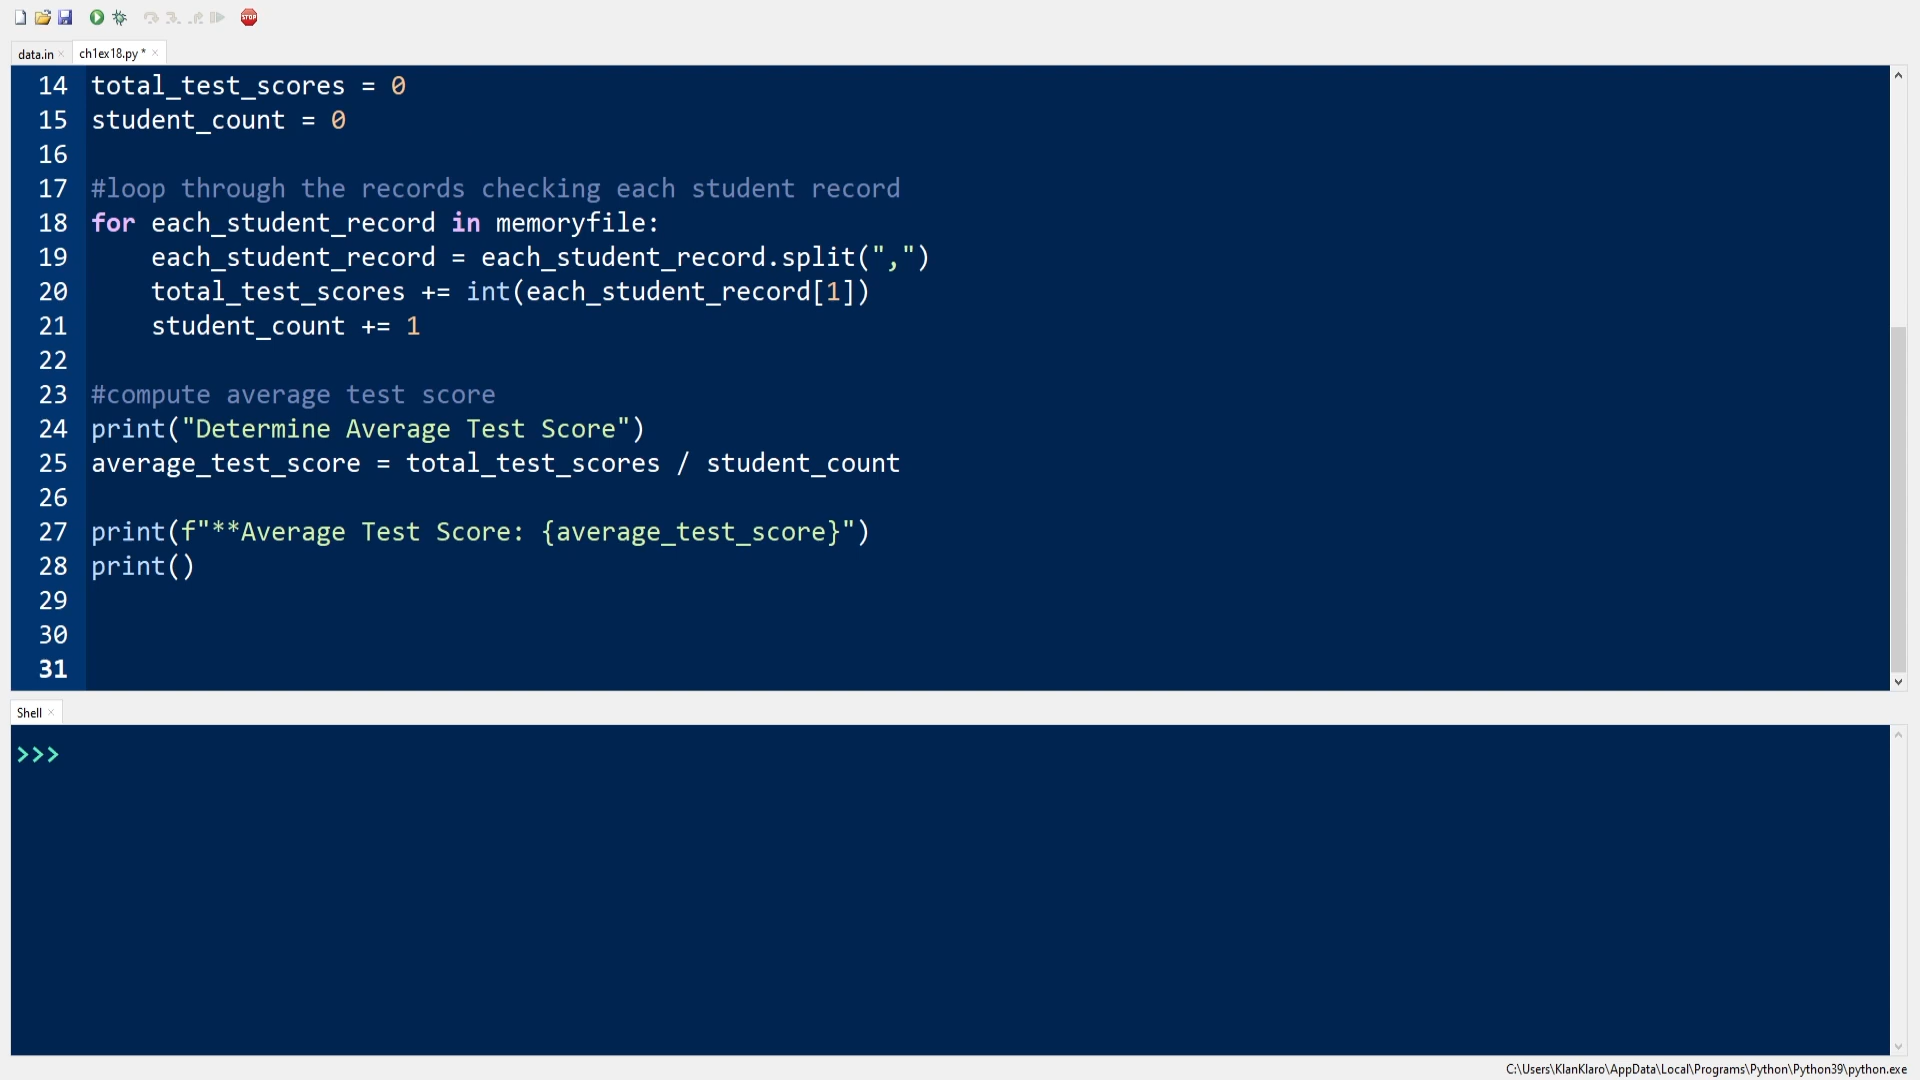 STOP
data.in
ch1ex18.py *
14 total_test_scores = 0
15 student_count = 0
16
17 #loop through the records checking each student record
18 for each_student_record in memoryfile:
19     each_student_record = each_student_record.split(",")
20     total_test_scores += int(each_student_record[1])
21     student_count += 1
22
23 #compute average test score
24 print("Determine Average Test Score")
25 average_test_score = total_test_scores / student_count
26
27 print(f"**Average Test Score: {average_test_score}")
28 print()
29
30
31
Shell
>>>
C:\Users\KlanKlaro\AppData\Local\Programs\Python\Python39\python.exe